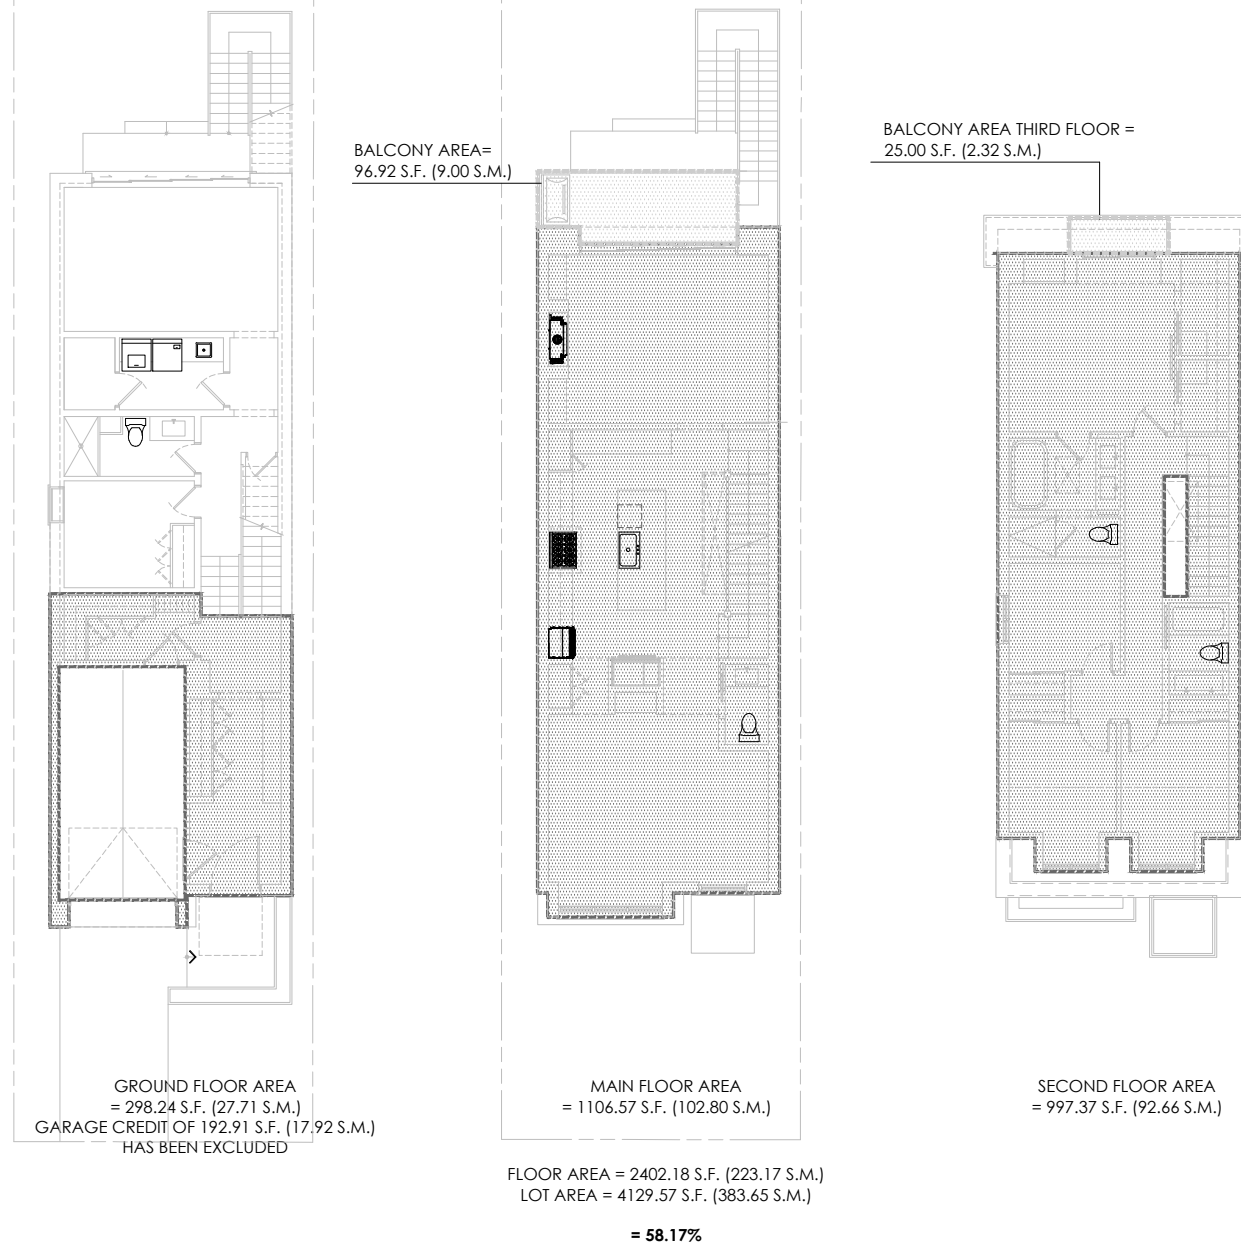 BALCONY AREA=
96.92 S.F. (9.00 S.M.)
BALCONY AREA THIRD FLOOR =
25.00 S.F. (2.32 S.M.)
GROUND FLOOR AREA
= 298.24 S.F. (27.71 S.M.)
GARAGE CREDIT OF 192.91 S.F. (17.92 S.M.)
HAS BEEN EXCLUDED
MAIN FLOOR AREA
= 1106.57 S.F. (102.80 S.M.)
SECOND FLOOR AREA
= 997.37 S.F. (92.66 S.M.)
FLOOR AREA = 2402.18 S.F. (223.17 S.M.)
LOT AREA = 4129.57 S.F. (383.65 S.M.)
= 58.17%